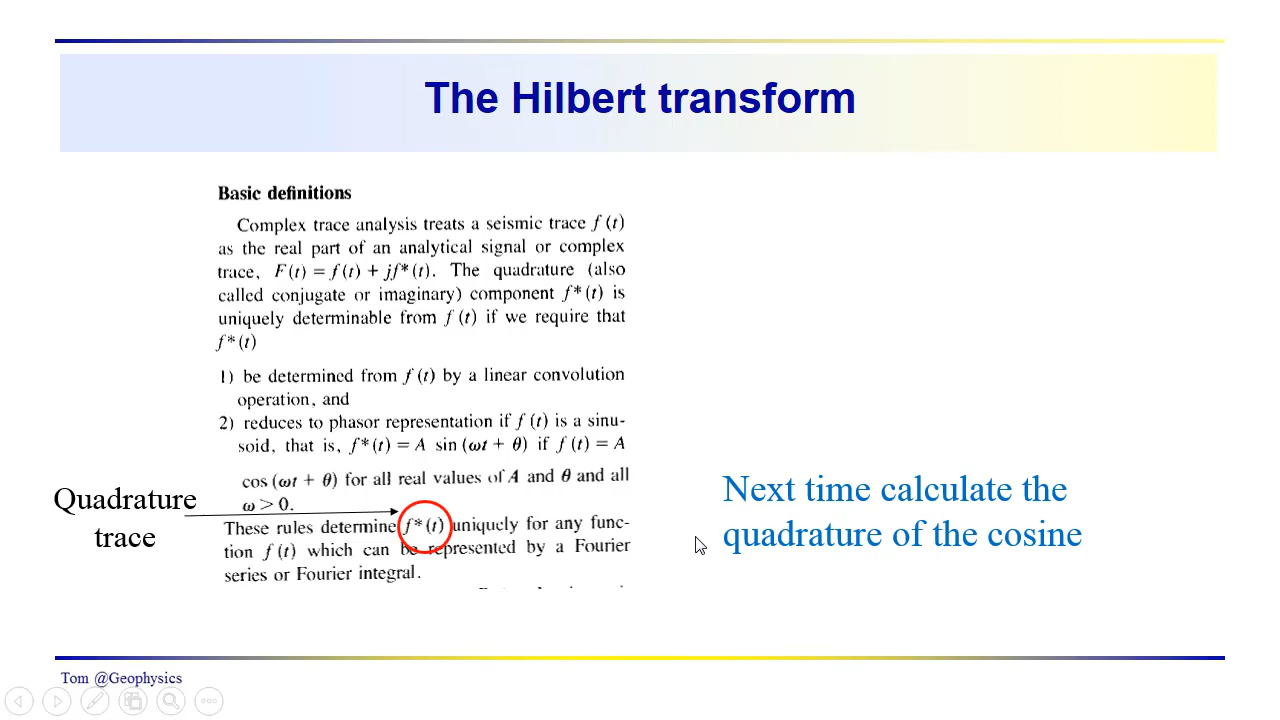 The Hilbert transform
Basic definitions
Complex trace analysis treats a seismic trace f (t)
as the real part of an analytical signal or complex
trace, F(t) = f(t) + jf*(t). The quadrature (also
called conjugate or imaginary) component f*(t) is
uniquely determinable from f (t) if we require that
f*(t)
1) be determined from f (t) by a linear convolution
operation, and
2) reduces to phasor representation if f (t) is a sinu-
soid, that is, f*(t) = A sin (ωt + θ) if f (t) = A
cos (ωt + θ) for all real values of A and θ and all
ω > 0.
These rules determine f*(t) uniquely for any func-
tion f (t) which can be represented by a Fourier
series or Fourier integral.
Quadrature
trace
Next time calculate the
quadrature of the cosine
Tom @Geophysics